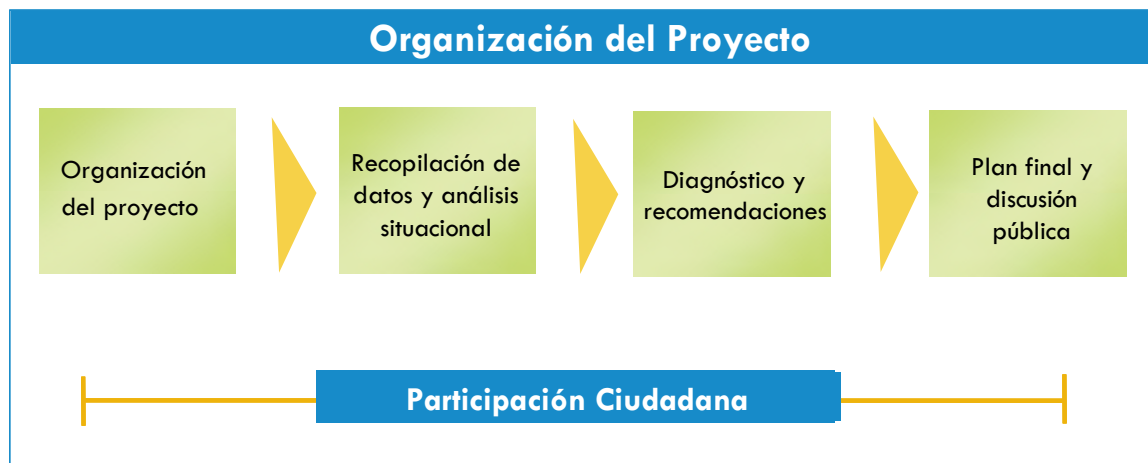 Organización del Proyecto
Organización
del proyecto
Recopilación de
datos y análisis
situacional
Diagnóstico y
recomendaciones
Plan final y
discusión
pública
Participación Ciudadana